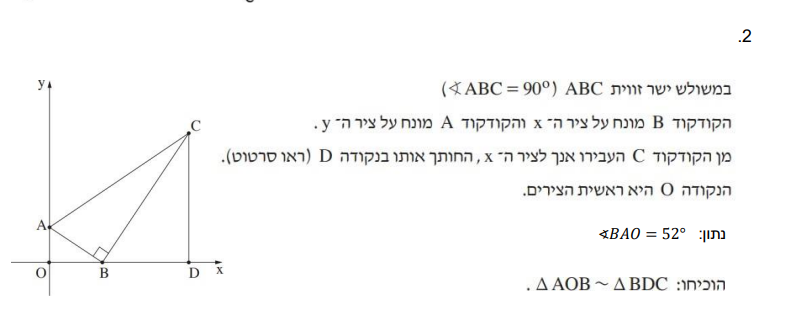 2.
במשולש ישר זווית ABC (∢ABC = 90º)
הקודקוד B מונח על ציר ה־ x והקודקוד A מונח על ציר ה־ y .
מן הקודקוד C העבירו אנך לציר ה־ x , החותך אותו בנקודה D (ראו סרטוט).
הנקודה O היא ראשית הצירים.
נתון: ∢BAO = 52°
הוכיחו: ΔAOB ~ ΔBDC .
y
C
A
O
B
D
x